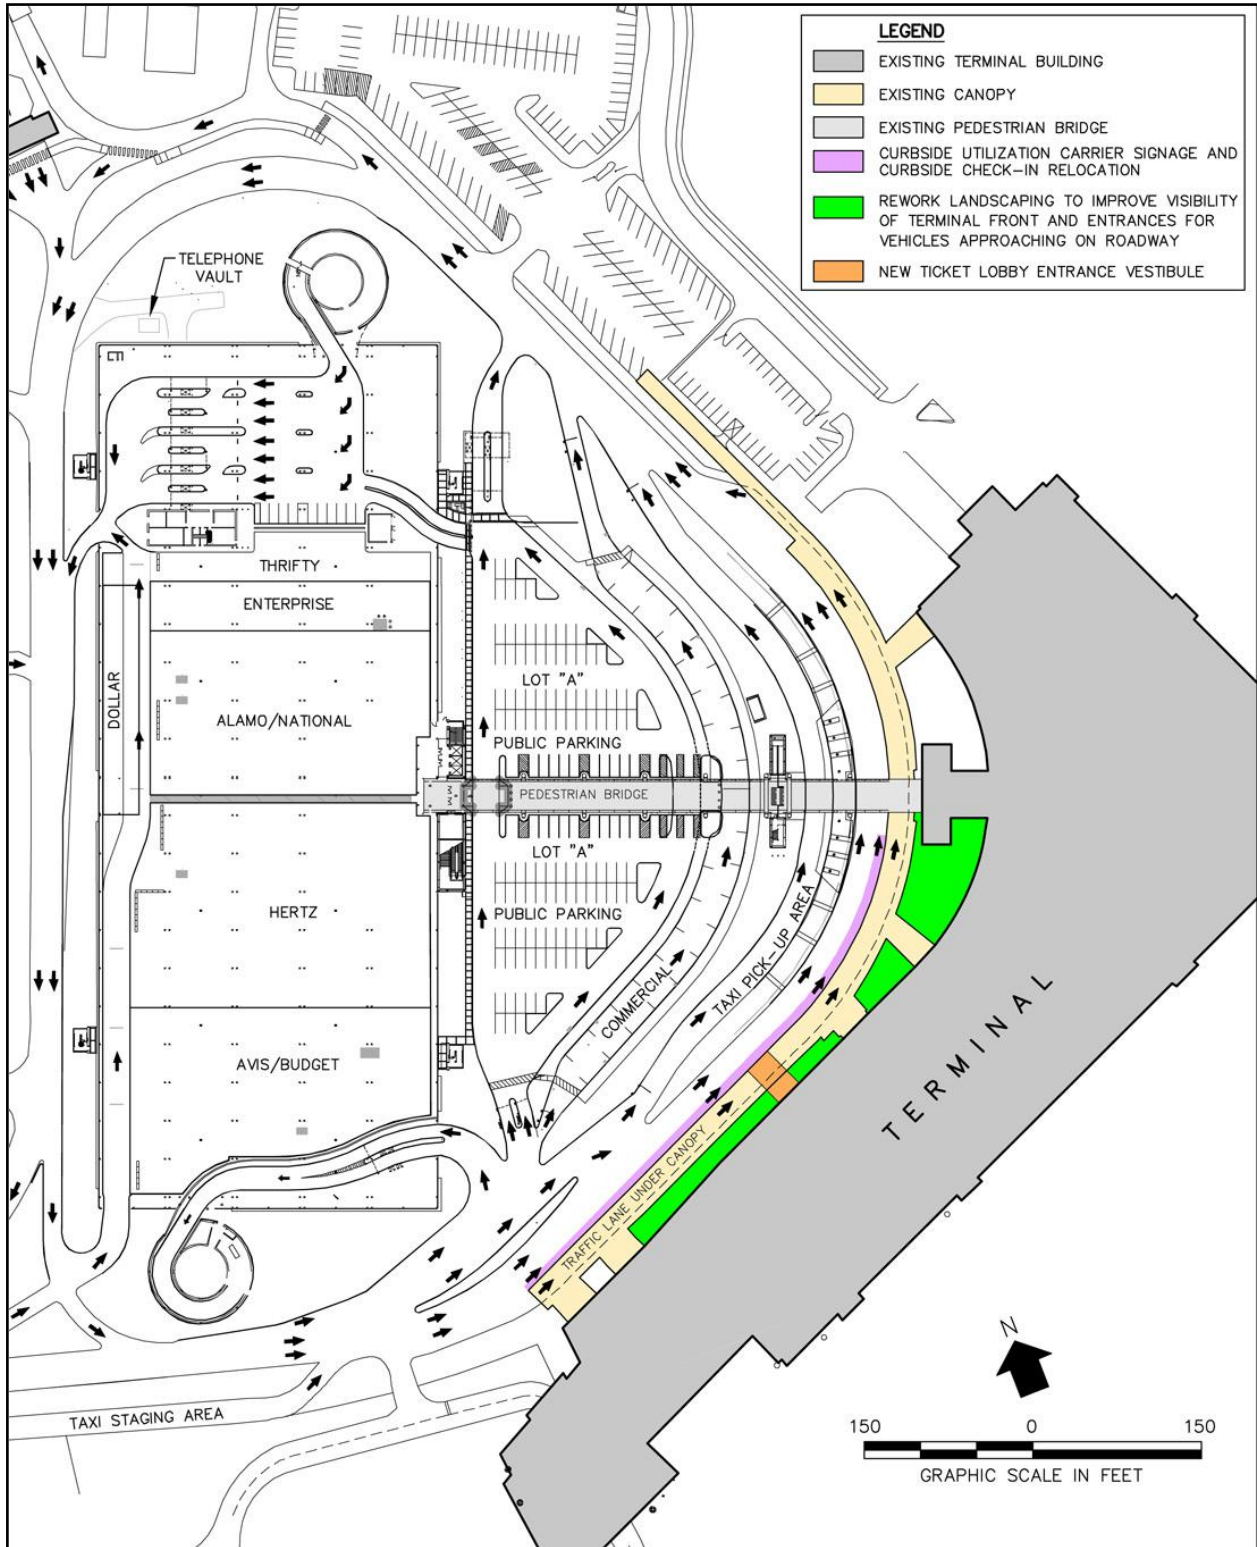 LEGEND
EXISTING TERMINAL BUILDING
EXISTING CANOPY
EXISTING PEDESTRIAN BRIDGE
CURBSIDE UTILIZATION CARRIER SIGNAGE AND
CURBSIDE CHECK-IN RELOCATION
REWORK LANDSCAPING TO IMPROVE VISIBILITY
OF TERMINAL FRONT AND ENTRANCES FOR
VEHICLES APPROACHING ON ROADWAY
NEW TICKET LOBBY ENTRANCE VESTIBULE
TELEPHONE
VAULT
THRIFTY
ENTERPRISE
DOLLAR
ALAMO/NATIONAL
LOT "A"
PUBLIC PARKING
PEDESTRIAN BRIDGE
LOT "A"
HERTZ
PUBLIC PARKING
TAXI PICK-UP AREA
COMMERCIAL
AVIS/BUDGET
TERMINAL
TRAFFIC LANE UNDER CANOPY
TAXI STAGING AREA
N
150 0 150
GRAPHIC SCALE IN FEET